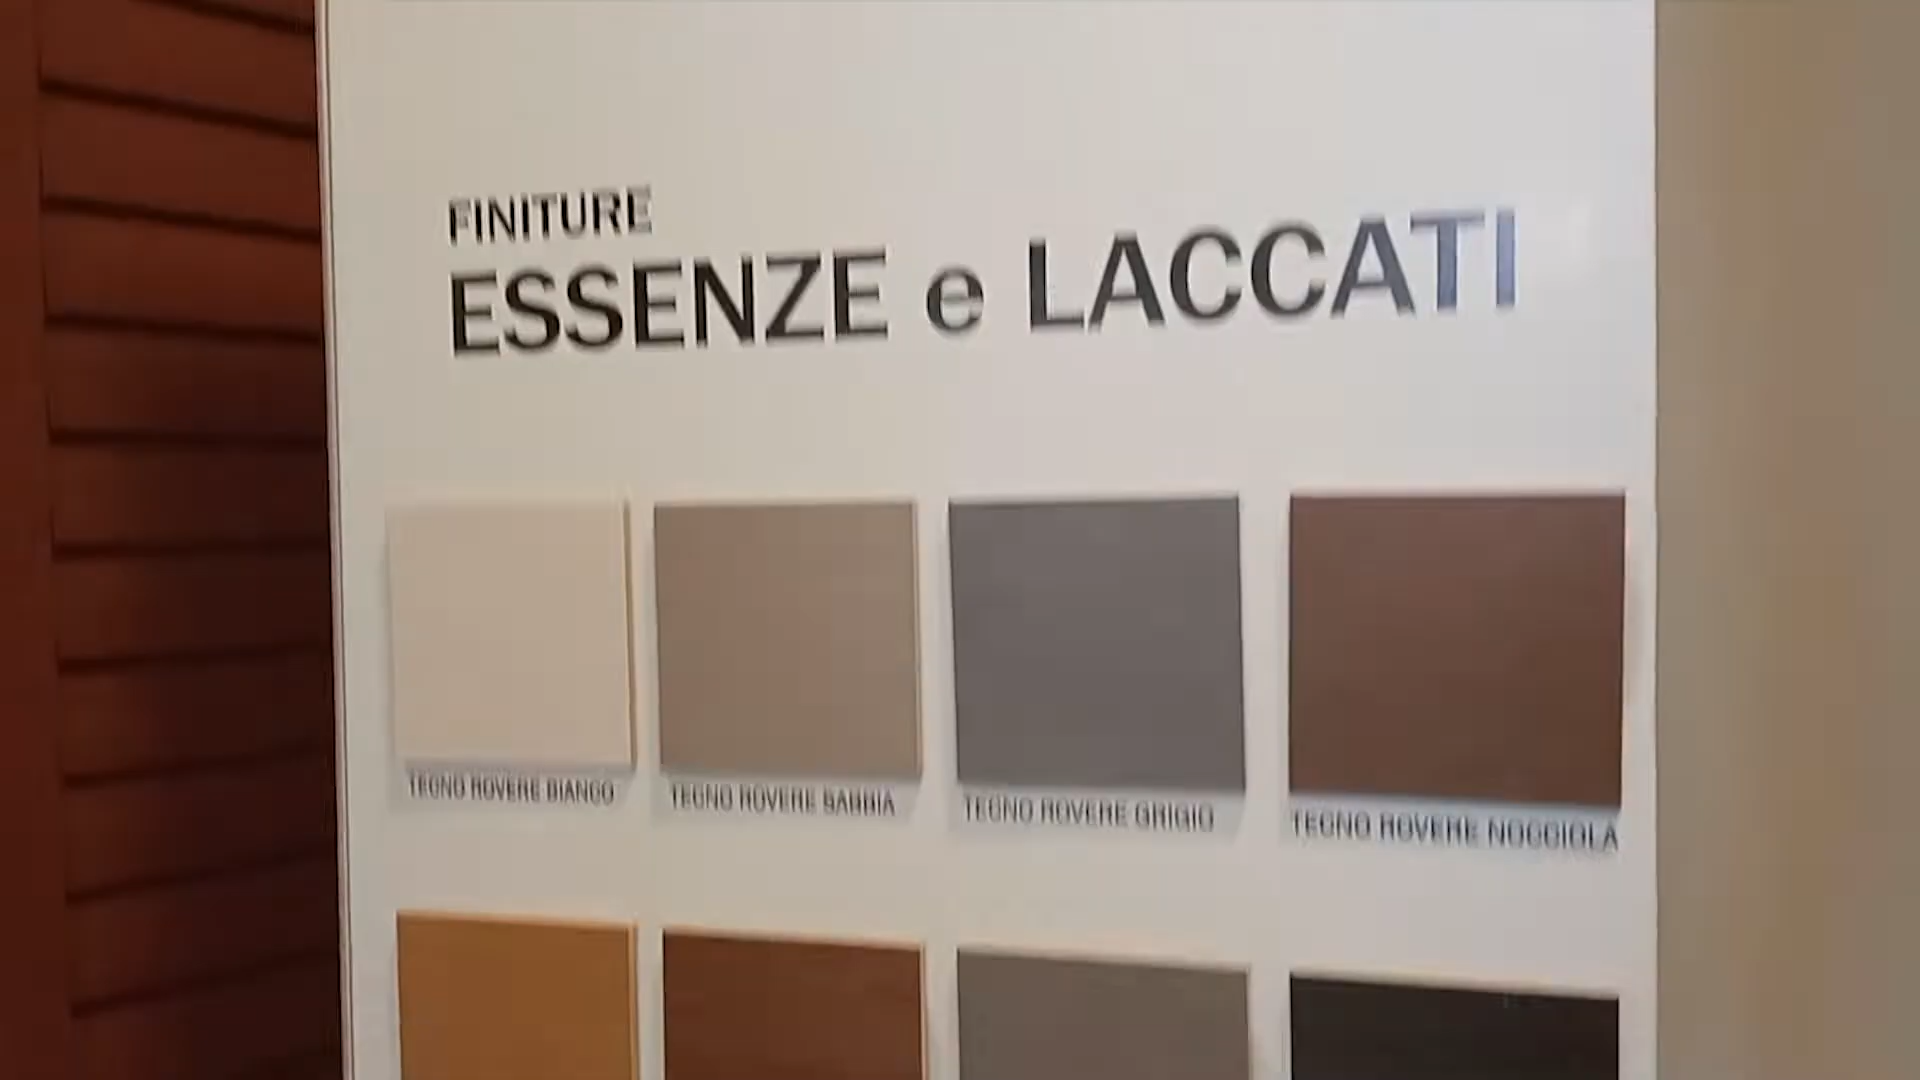 FINITURE
ESSENZE e LACCATI
TECNO ROVERE BIANCO
TECNO ROVERE SABBIA
TECNO ROVERE GRIGIO
TECNO ROVERE NOCCIOLA